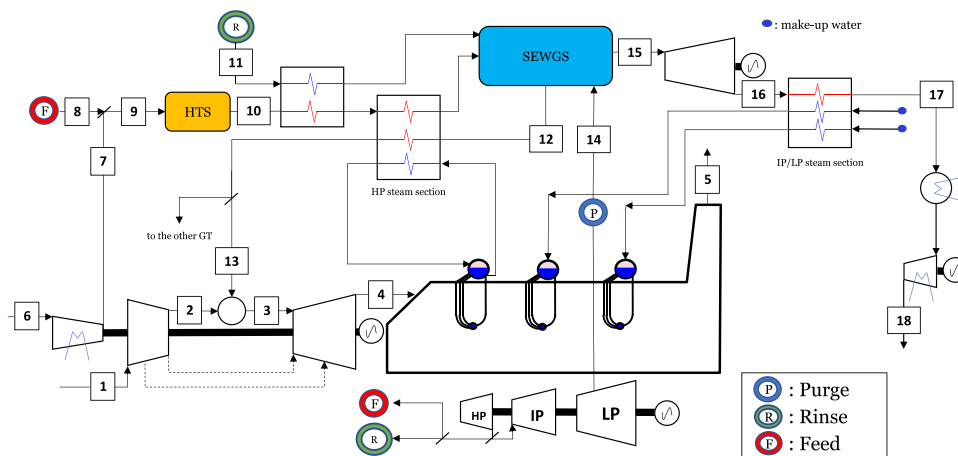 R
: make-up water
11
SEWGS
15
F
8
9
HTS
10
16
17
7
12
14
HP steam section
IP/LP steam section
5
P
to the other GT
13
6
2
3
4
18
1
F
R
HP
IP
LP
P : Purge
R : Rinse
F : Feed